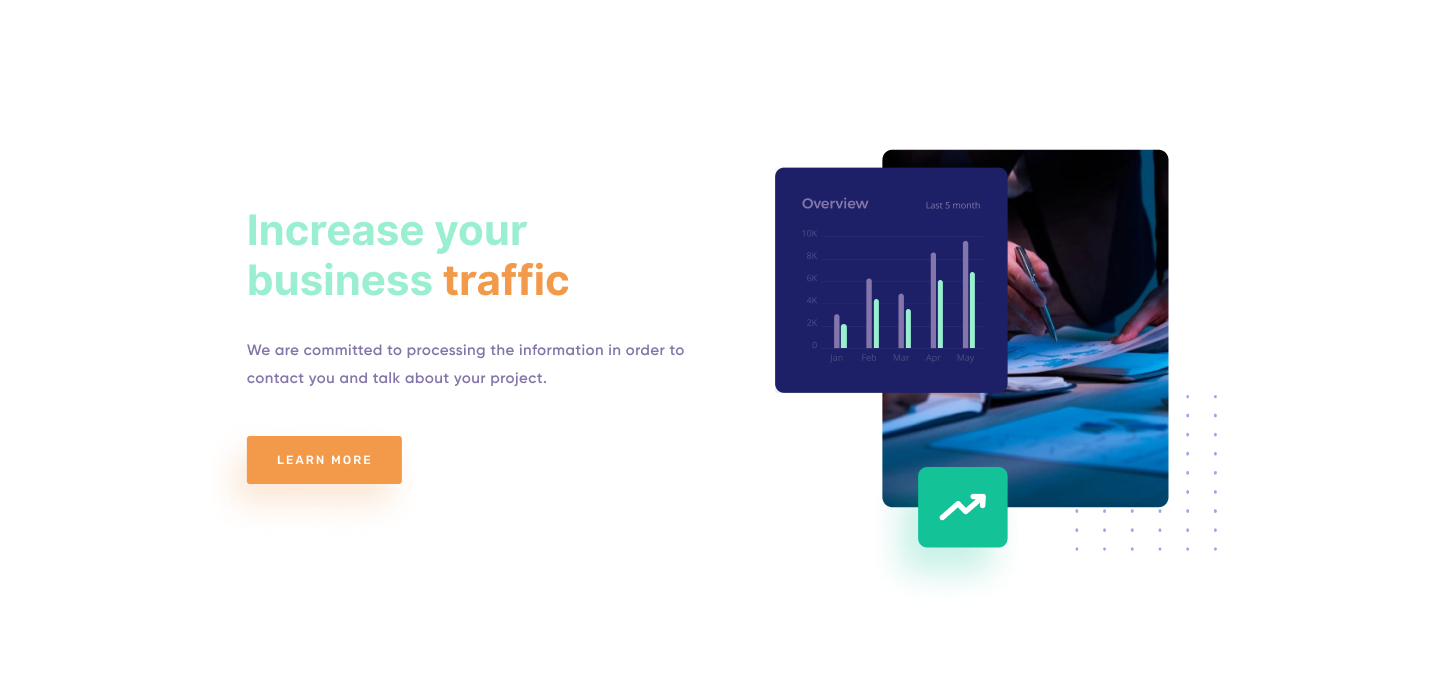 Increase your
business traffic
We are committed to processing the information in order to
contact you and talk about your project.
LEARN MORE
Overview
Last 5 month
10K
8K
6K
4K
2K
0
Jan Feb Mar Apr May